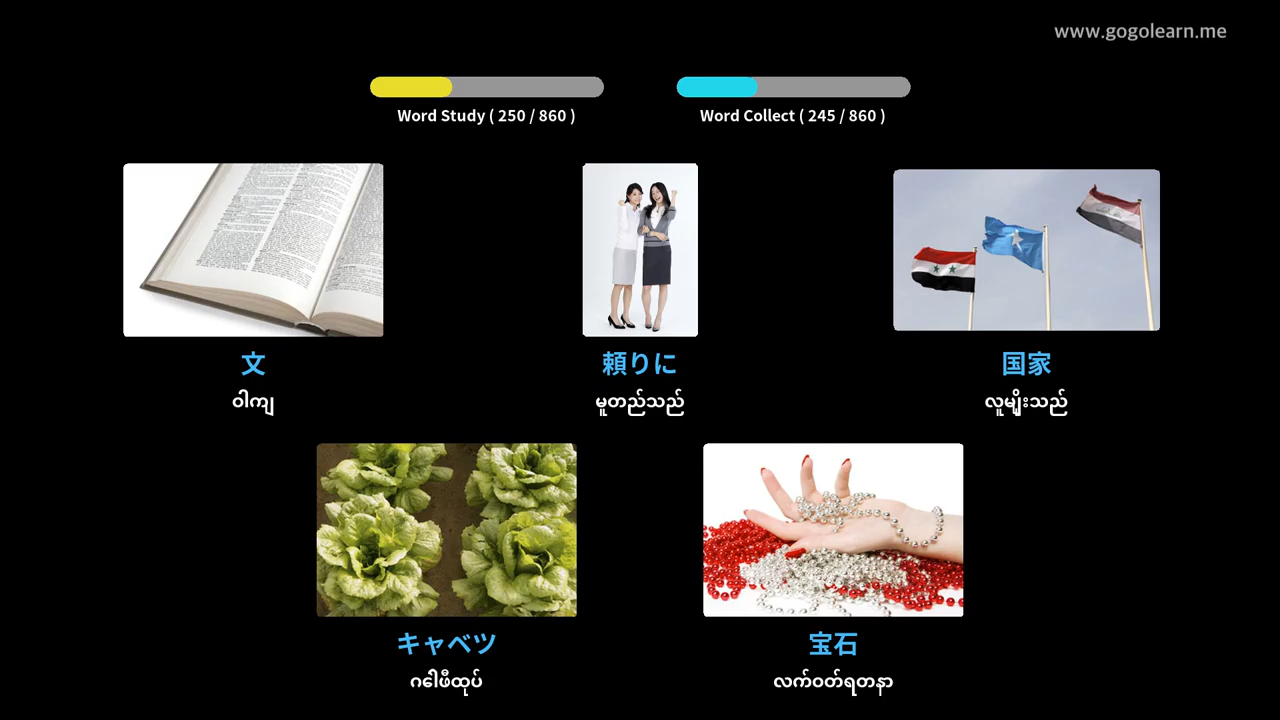 www.gogolearn.me
Word Study ( 250 / 860 )
Word Collect ( 245 / 860 )
文
ဝါကျ
頼りに
မူတည်သည်
国家
လူမျိုးသည်
キャベツ
ဂေါ်ဖီထုပ်
宝石
လက်ဝတ်ရတနာ